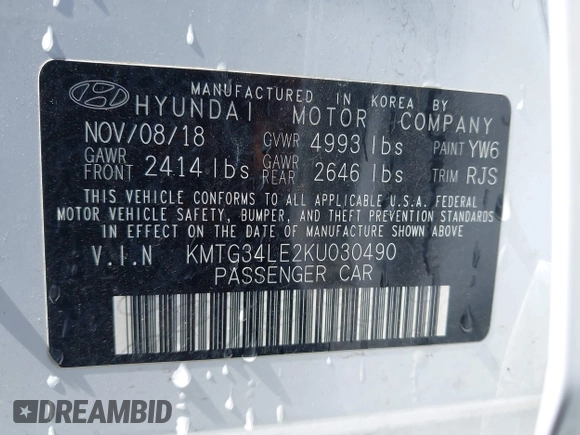 MANUFACTURED IN KOREA BY
HYUNDAI MOTOR COMPANY
NOV/08/18 GVWR 4993 lbs PAINT YW6
GAWR FRONT 2414 lbs GAWR REAR 2646 lbs TRIM RJS
THIS VEHICLE CONFORMS TO ALL APPLICABLE U.S.A. FEDERAL
MOTOR VEHICLE SAFETY, BUMPER, AND THEFT PREVENTION STANDARDS
IN EFFECT ON THE DATE OF MANUFACTURE SHOWN ABOVE.
V.I.N KMTG34LE2KU030490
PASSENGER CAR
DREAMBID